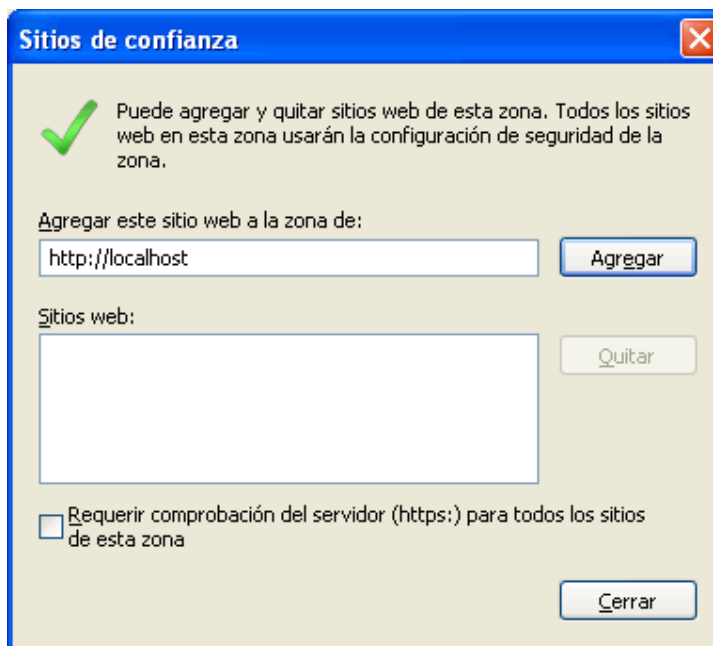 Sitios de confianza
Puede agregar y quitar sitios web de esta zona. Todos los sitios
web en esta zona usarán la configuración de seguridad de la
zona.
Agregar este sitio web a la zona de:
http://localhost
Agregar
Sitios web:
Quitar
Requerir comprobación del servidor (https:) para todos los sitios
de esta zona
Cerrar